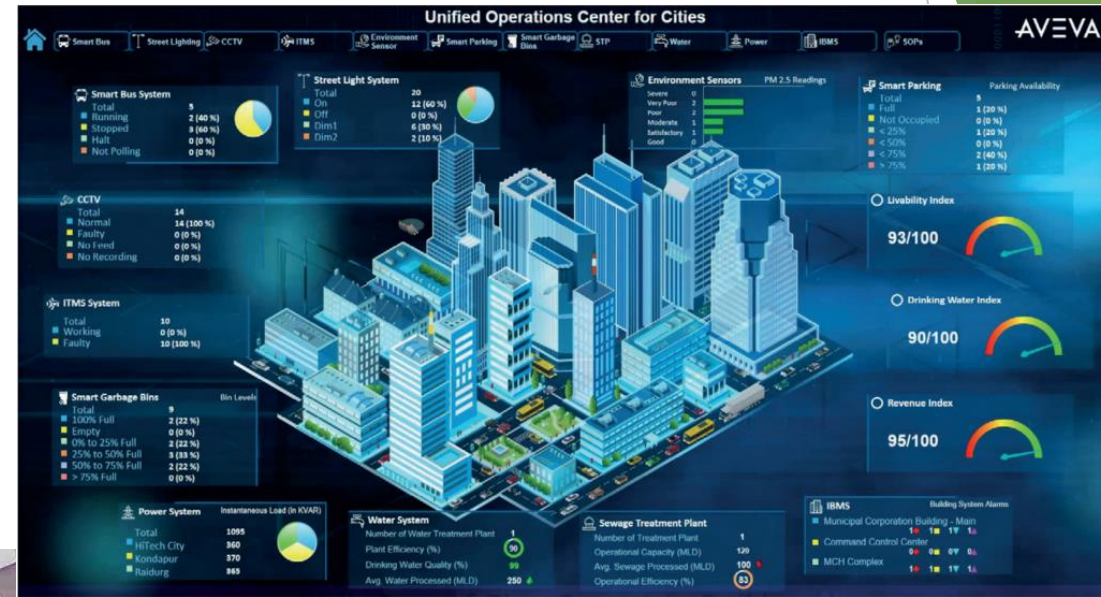 Unified Operations Center for Cities
AVEVA
Smart Bus
Street Lighting
CCTV
ITMS
Environment Sensor
Smart Parking
Smart Garbage Bins
STP
Water
Power
IBMS
SOPs
Smart Bus System
Total 5
Running 2 (40 %)
Stopped 3 (60 %)
Halt 0 (0 %)
Not Polling 0 (0 %)
Street Light System
Total 20
On 12 (60 %)
Off 0 (0 %)
Dim1 6 (30 %)
Dim2 2 (10 %)
Environment Sensors PM 2.5 Readings
Severe 0
Very Poor 2
Poor 2
Moderate 1
Satisfactory 1
Good 0
Smart Parking Parking Availability
Total 5
Full 1 (20 %)
Not Occupied 0 (0 %)
< 25% 1 (20 %)
< 50% 0 (0 %)
< 75% 2 (40 %)
> 75% 1 (20 %)
CCTV
Total 14
Normal 14 (100 %)
Faulty 0 (0 %)
No Feed 0 (0 %)
No Recording 0 (0 %)
Livability Index
93/100
ITMS System
Total 10
Working 0 (0 %)
Faulty 10 (100 %)
Drinking Water Index
90/100
Smart Garbage Bins Bin Levels
Total 9
100% Full 2 (22 %)
Empty 0 (0 %)
0% to 25% Full 2 (22 %)
25% to 50% Full 3 (33 %)
50% to 75% Full 2 (22 %)
> 75% Full 0 (0 %)
Revenue Index
95/100
Power System Instantaneous Load (in KVAR)
Total 1095
HiTech City 360
Kondapur 370
Raidurg 365
Water System
Number of Water Treatment Plant 1
Plant Efficiency (%) 90
Drinking Water Quality (%) 99
Avg. Water Processed (MLD) 250
Sewage Treatment Plant
Number of Treatment Plant 1
Operational Capacity (MLD) 120
Avg. Sewage Processed (MLD) 100
Operational Efficiency (%) 83
IBMS Building System Alarms
Municipal Corporation Building - Main
1 1 1 1
Command Control Center
0 0 0 0
MCH Complex
1 1 1 1